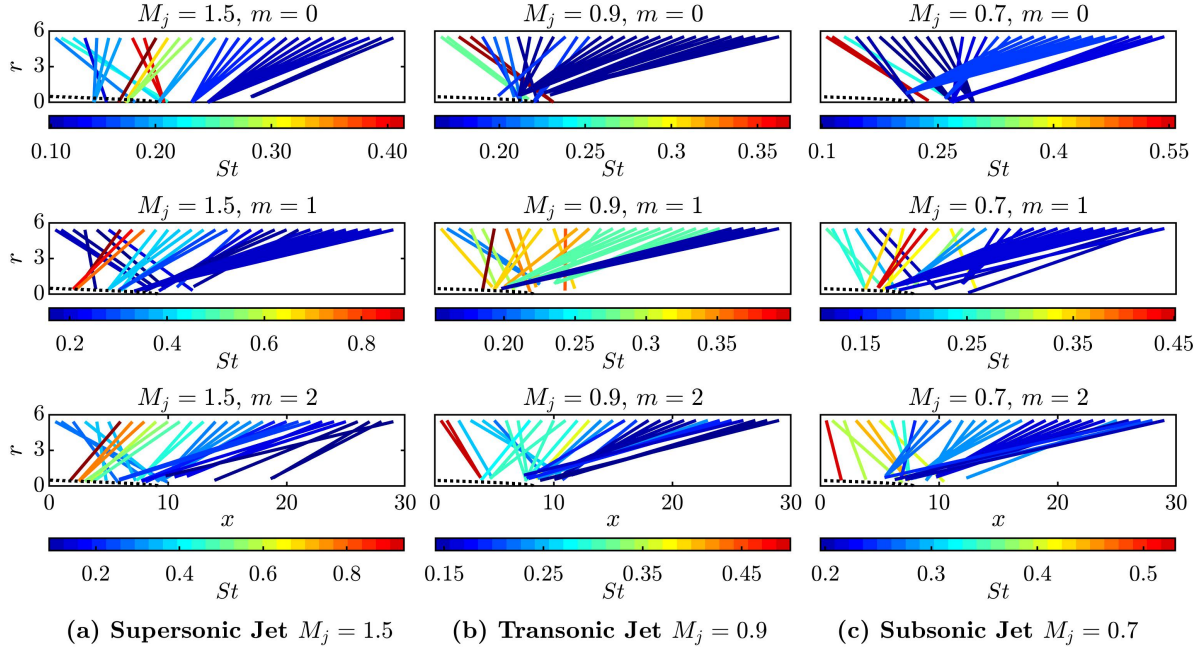 M_j = 1.5, m = 0 M_j = 0.9, m = 0 M_j = 0.7, m = 0
6
3
0
r
0.10 0.20 0.30 0.40 0.2 0.25 0.3 0.35 0.1 0.25 0.4 0.55
St St St
M_j = 1.5, m = 1 M_j = 0.9, m = 1 M_j = 0.7, m = 1
6
3
0
r
0.2 0.4 0.6 0.8 0.20 0.25 0.3 0.35 0.15 0.25 0.35 0.45
St St St
M_j = 1.5, m = 2 M_j = 0.9, m = 2 M_j = 0.7, m = 2
6
3
0
r
0 10 20 30 0 10 20 30 0 10 20 30
x x x
0.2 0.4 0.6 0.8 0.15 0.25 0.35 0.45 0.2 0.3 0.4 0.5
St St St
(a) Supersonic Jet M_j = 1.5 (b) Transonic Jet M_j = 0.9 (c) Subsonic Jet M_j = 0.7